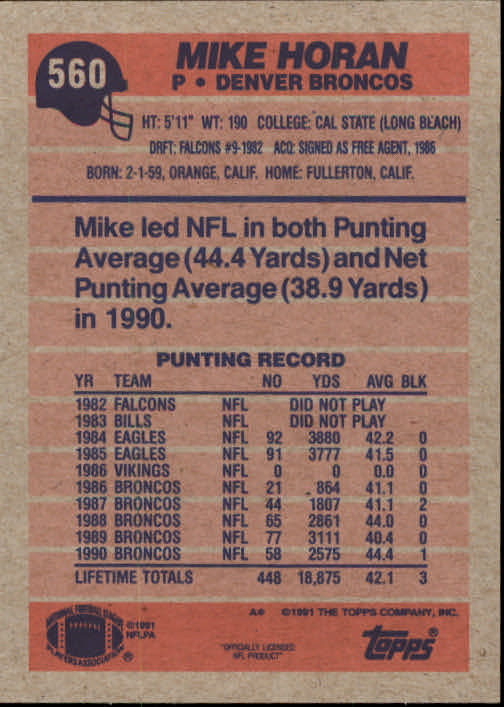 560
MIKE HORAN
P • DENVER BRONCOS
HT: 5'11" WT: 190 COLLEGE: CAL STATE (LONG BEACH)
DRFT: FALCONS #9-1982 ACQ: SIGNED AS FREE AGENT, 1986
BORN: 2-1-59, ORANGE, CALIF. HOME: FULLERTON, CALIF.
Mike led NFL in both Punting
Average (44.4 Yards) and Net
Punting Average (38.9 Yards)
in 1990.
PUNTING RECORD
YR TEAM NO YDS AVG BLK
1982 FALCONS NFL DID NOT PLAY
1983 BILLS NFL DID NOT PLAY
1984 EAGLES NFL 92 3880 42.2 0
1985 EAGLES NFL 91 3777 41.5 0
1986 VIKINGS NFL 0 0 0.0 0
1986 BRONCOS NFL 21 864 41.1 0
1987 BRONCOS NFL 44 1807 41.1 2
1988 BRONCOS NFL 65 2861 44.0 0
1989 BRONCOS NFL 77 3111 40.4 0
1990 BRONCOS NFL 58 2575 44.4 1
LIFETIME TOTALS 448 18,875 42.1 3
A* ©1991 THE TOPPS COMPANY, INC.
NATIONAL FOOTBALL LEAGUE
PLAYERS ASSOCIATION
®
©1991
NFLPA
"OFFICIALLY LICENSED
NFL PRODUCT"
Topps®